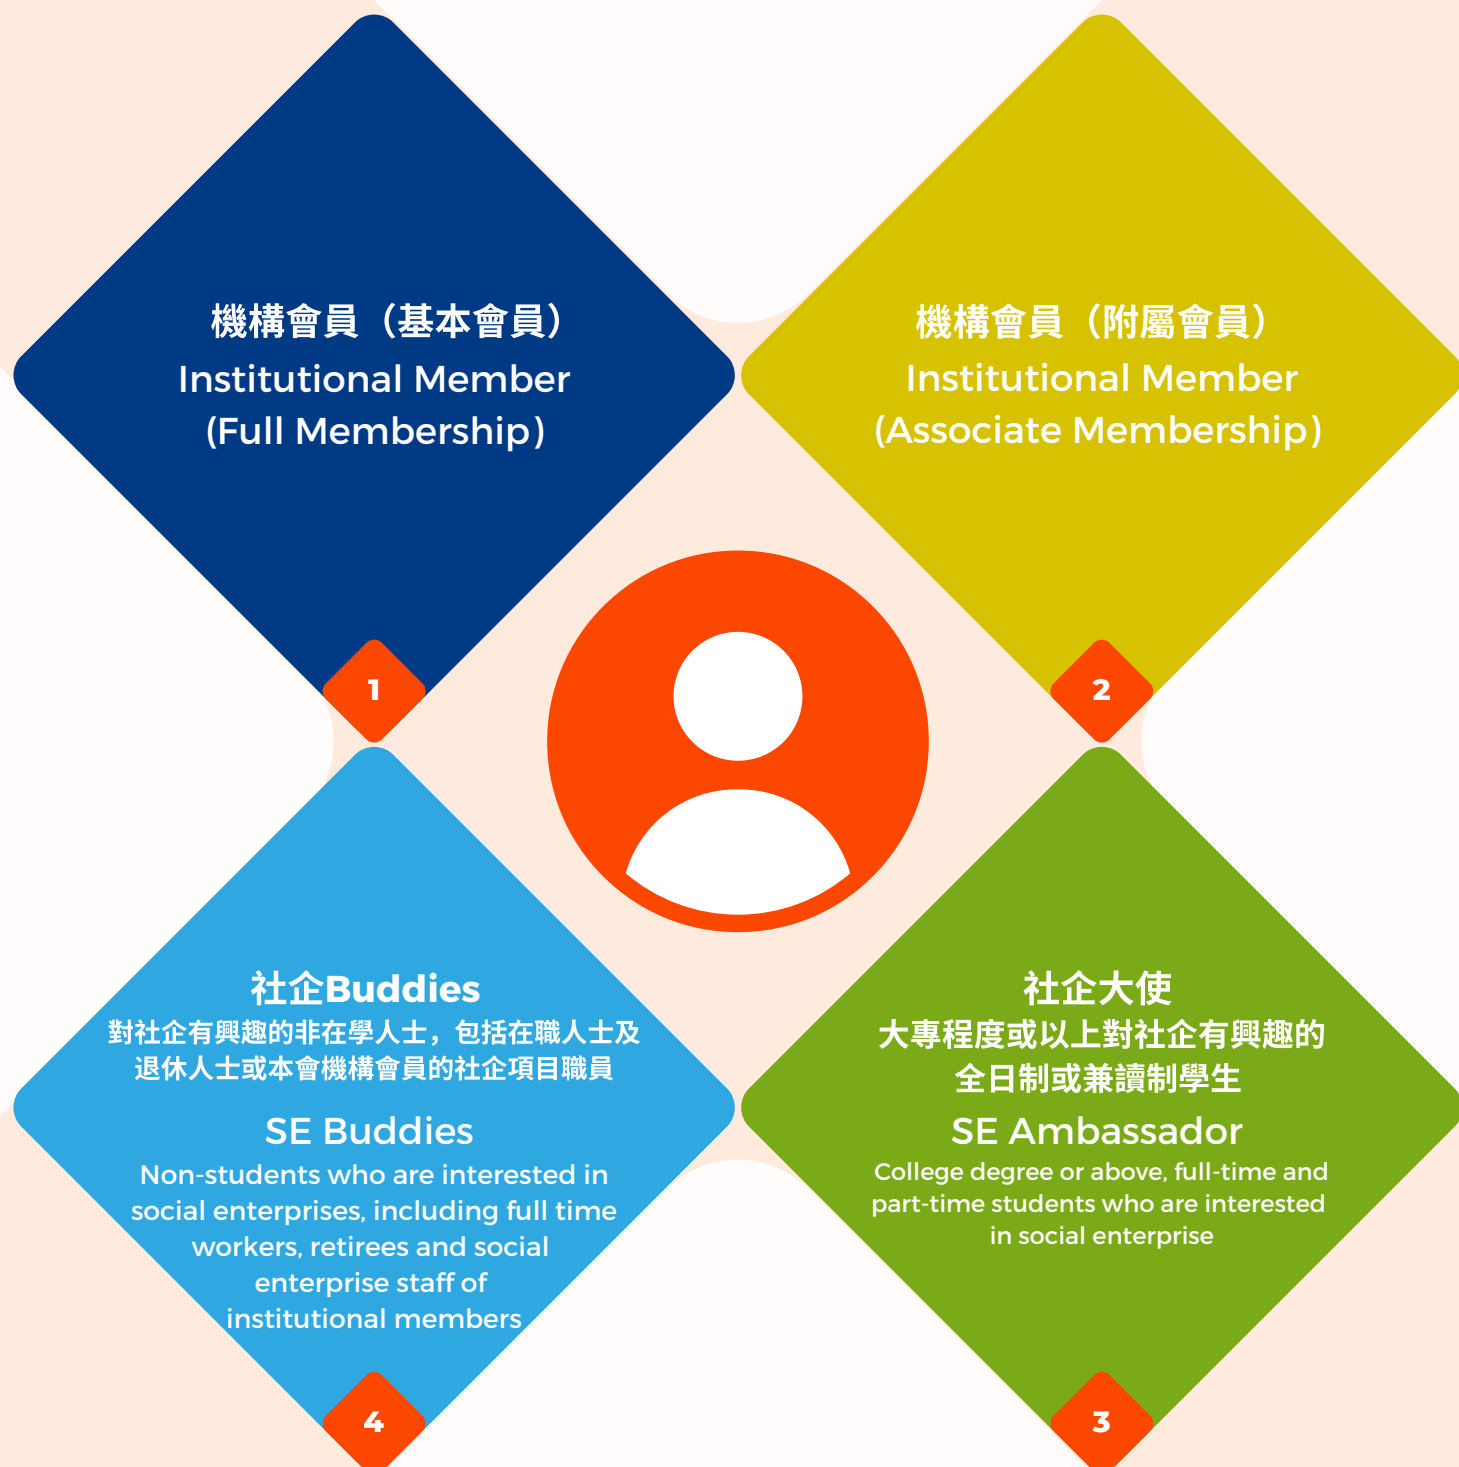 機構會員（基本會員）
Institutional Member
(Full Membership)
1
機構會員（附屬會員）
Institutional Member
(Associate Membership)
2
社企Buddies
對社企有興趣的非在學人士，包括在職人士及
退休人士或本會機構會員的社企項目職員
SE Buddies
Non-students who are interested in
social enterprises, including full time
workers, retirees and social
enterprise staff of
institutional members
4
社企大使
大專程度或以上對社企有興趣的
全日制或兼讀制學生
SE Ambassador
College degree or above, full-time and
part-time students who are interested
in social enterprise
3